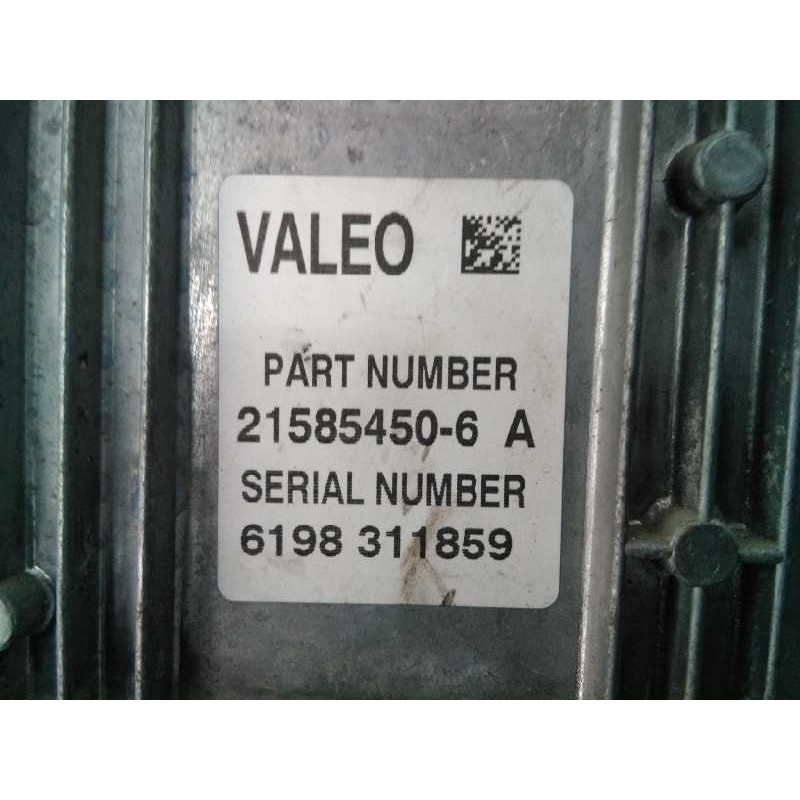 VALEO
PART NUMBER
21585450-6 A
SERIAL NUMBER
6198 311859